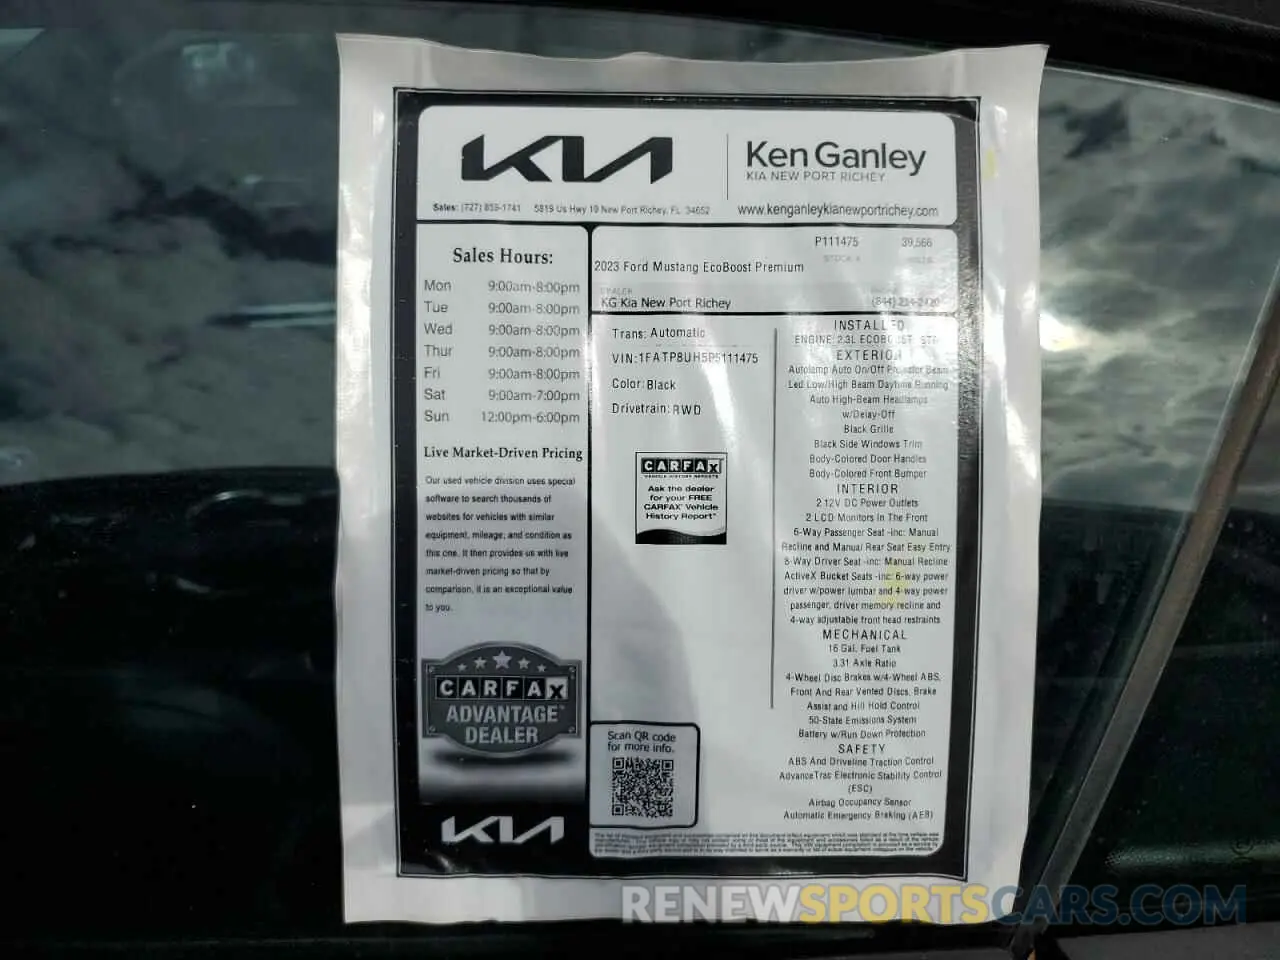 KIA
Ken Ganley
KIA NEW PORT RICHEY
Sales: (727) 859-1741 5819 Us Hwy 19 New Port Richey, FL 34652
www.kenganleykianewportrichey.com
Sales Hours:
Mon 9:00am-8:00pm
Tue 9:00am-8:00pm
Wed 9:00am-8:00pm
Thur 9:00am-8:00pm
Fri 9:00am-8:00pm
Sat 9:00am-7:00pm
Sun 12:00pm-6:00pm
Live Market-Driven Pricing
Our used vehicle division uses special
software to search thousands of
websites for vehicles with similar
equipment, mileage, and condition as
this one. It then provides us with live
market-driven pricing so that by
comparison, it is an exceptional value
to you.
CARFAX
ADVANTAGE
DEALER
KIA
P111475 39,566
STOCK #
2023 Ford Mustang EcoBoost Premium
DEALER
KG Kia New Port Richey
(844) 234-2420
Trans: Automatic
VIN:1FATP8UH5P5111475
Color: Black
Drivetrain: RWD
CARFAX
VEHICLE HISTORY REPORTS
Ask the dealer
for your FREE
CARFAX Vehicle
History Report
Scan QR code
for more info.
INSTALLED
ENGINE: 2.3L ECOBOOST
EXTERIOR
Autolamp Auto On/Off Projector Beam
Led Low/High Beam Daytime Running
Auto High-Beam Headlamps
w/Delay-Off
Black Grille
Black Side Windows Trim
Body-Colored Door Handles
Body-Colored Front Bumper
INTERIOR
2 12V DC Power Outlets
2 LCD Monitors In The Front
6-Way Passenger Seat -inc: Manual
Recline and Manual Rear Seat Easy Entry
8-Way Driver Seat -inc: Manual Recline
ActiveX Bucket Seats -inc: 6-way power
driver w/power lumbar and 4-way power
passenger, driver memory recline and
4-way adjustable front head restraints
MECHANICAL
16 Gal. Fuel Tank
3.31 Axle Ratio
4-Wheel Disc Brakes w/4-Wheel ABS,
Front And Rear Vented Discs, Brake
Assist and Hill Hold Control
50-State Emissions System
Battery w/Run Down Protection
SAFETY
ABS And Driveline Traction Control
AdvanceTrac Electronic Stability Control
(ESC)
Airbag Occupancy Sensor
Automatic Emergency Braking (AEB)
RENEWSPORTSCARS.COM